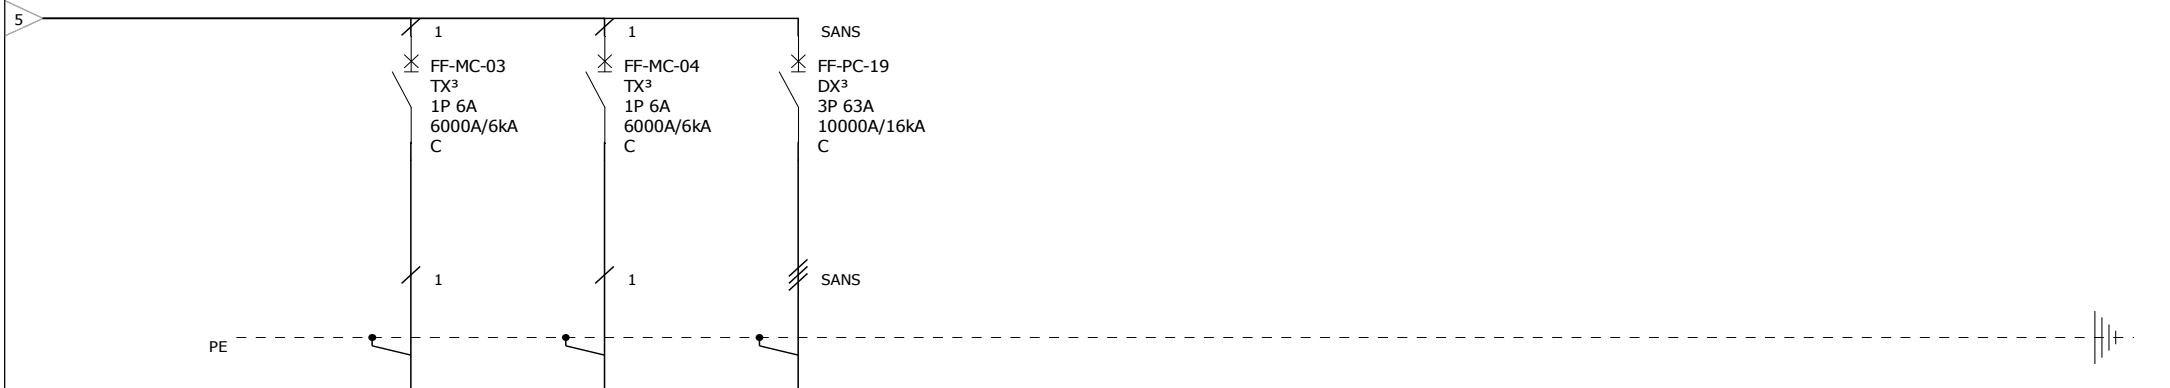 5
1
1
SANS
FF-MC-03
TX³
1P 6A
6000A/6kA
C
FF-MC-04
TX³
1P 6A
6000A/6kA
C
FF-PC-19
DX³
3P 63A
10000A/16kA
C
1
1
SANS
PE